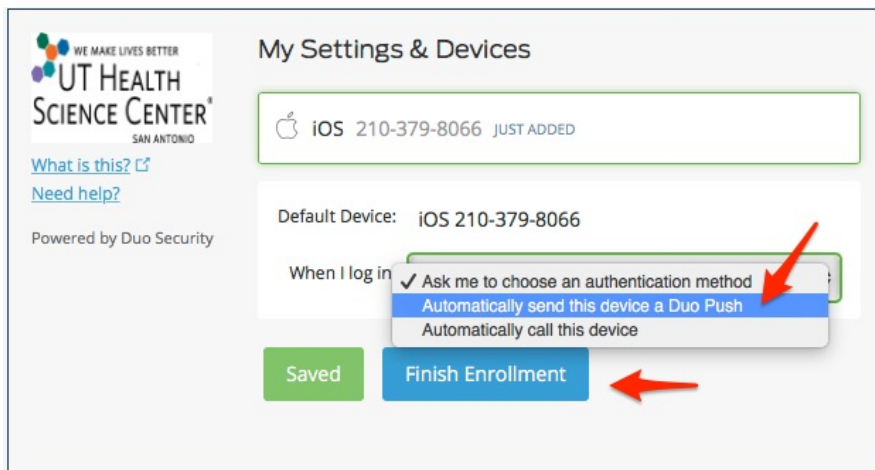 WE MAKE LIVES BETTER
UT HEALTH
SCIENCE CENTER®
SAN ANTONIO
What is this?
Need help?
Powered by Duo Security
My Settings & Devices
iOS 210-379-8066 JUST ADDED
Default Device: iOS 210-379-8066
When I log in
✓ Ask me to choose an authentication method
Automatically send this device a Duo Push
Automatically call this device
Saved
Finish Enrollment